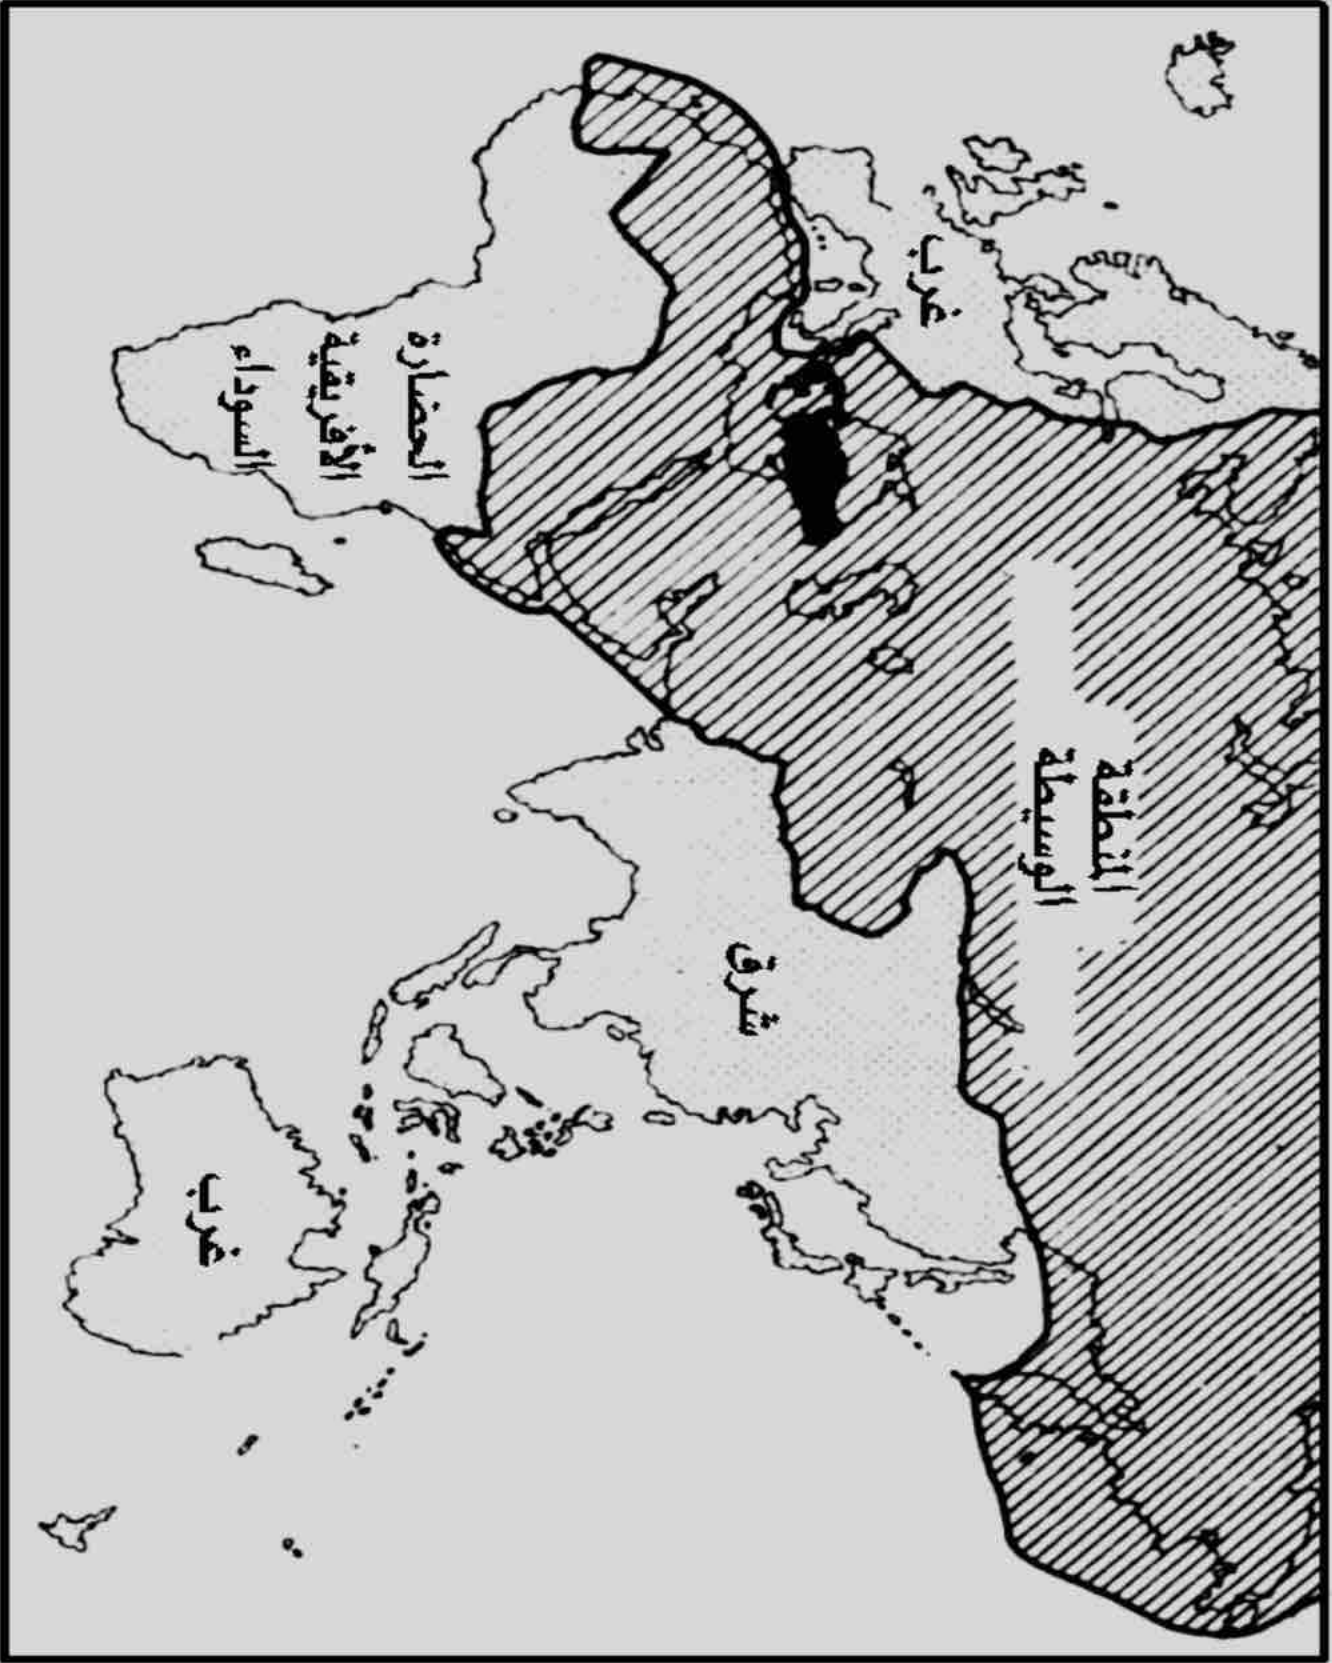 غرب
المنطقة
الوسيطة
شرق
الحضارة
الأفريقية
السوداء
غرب